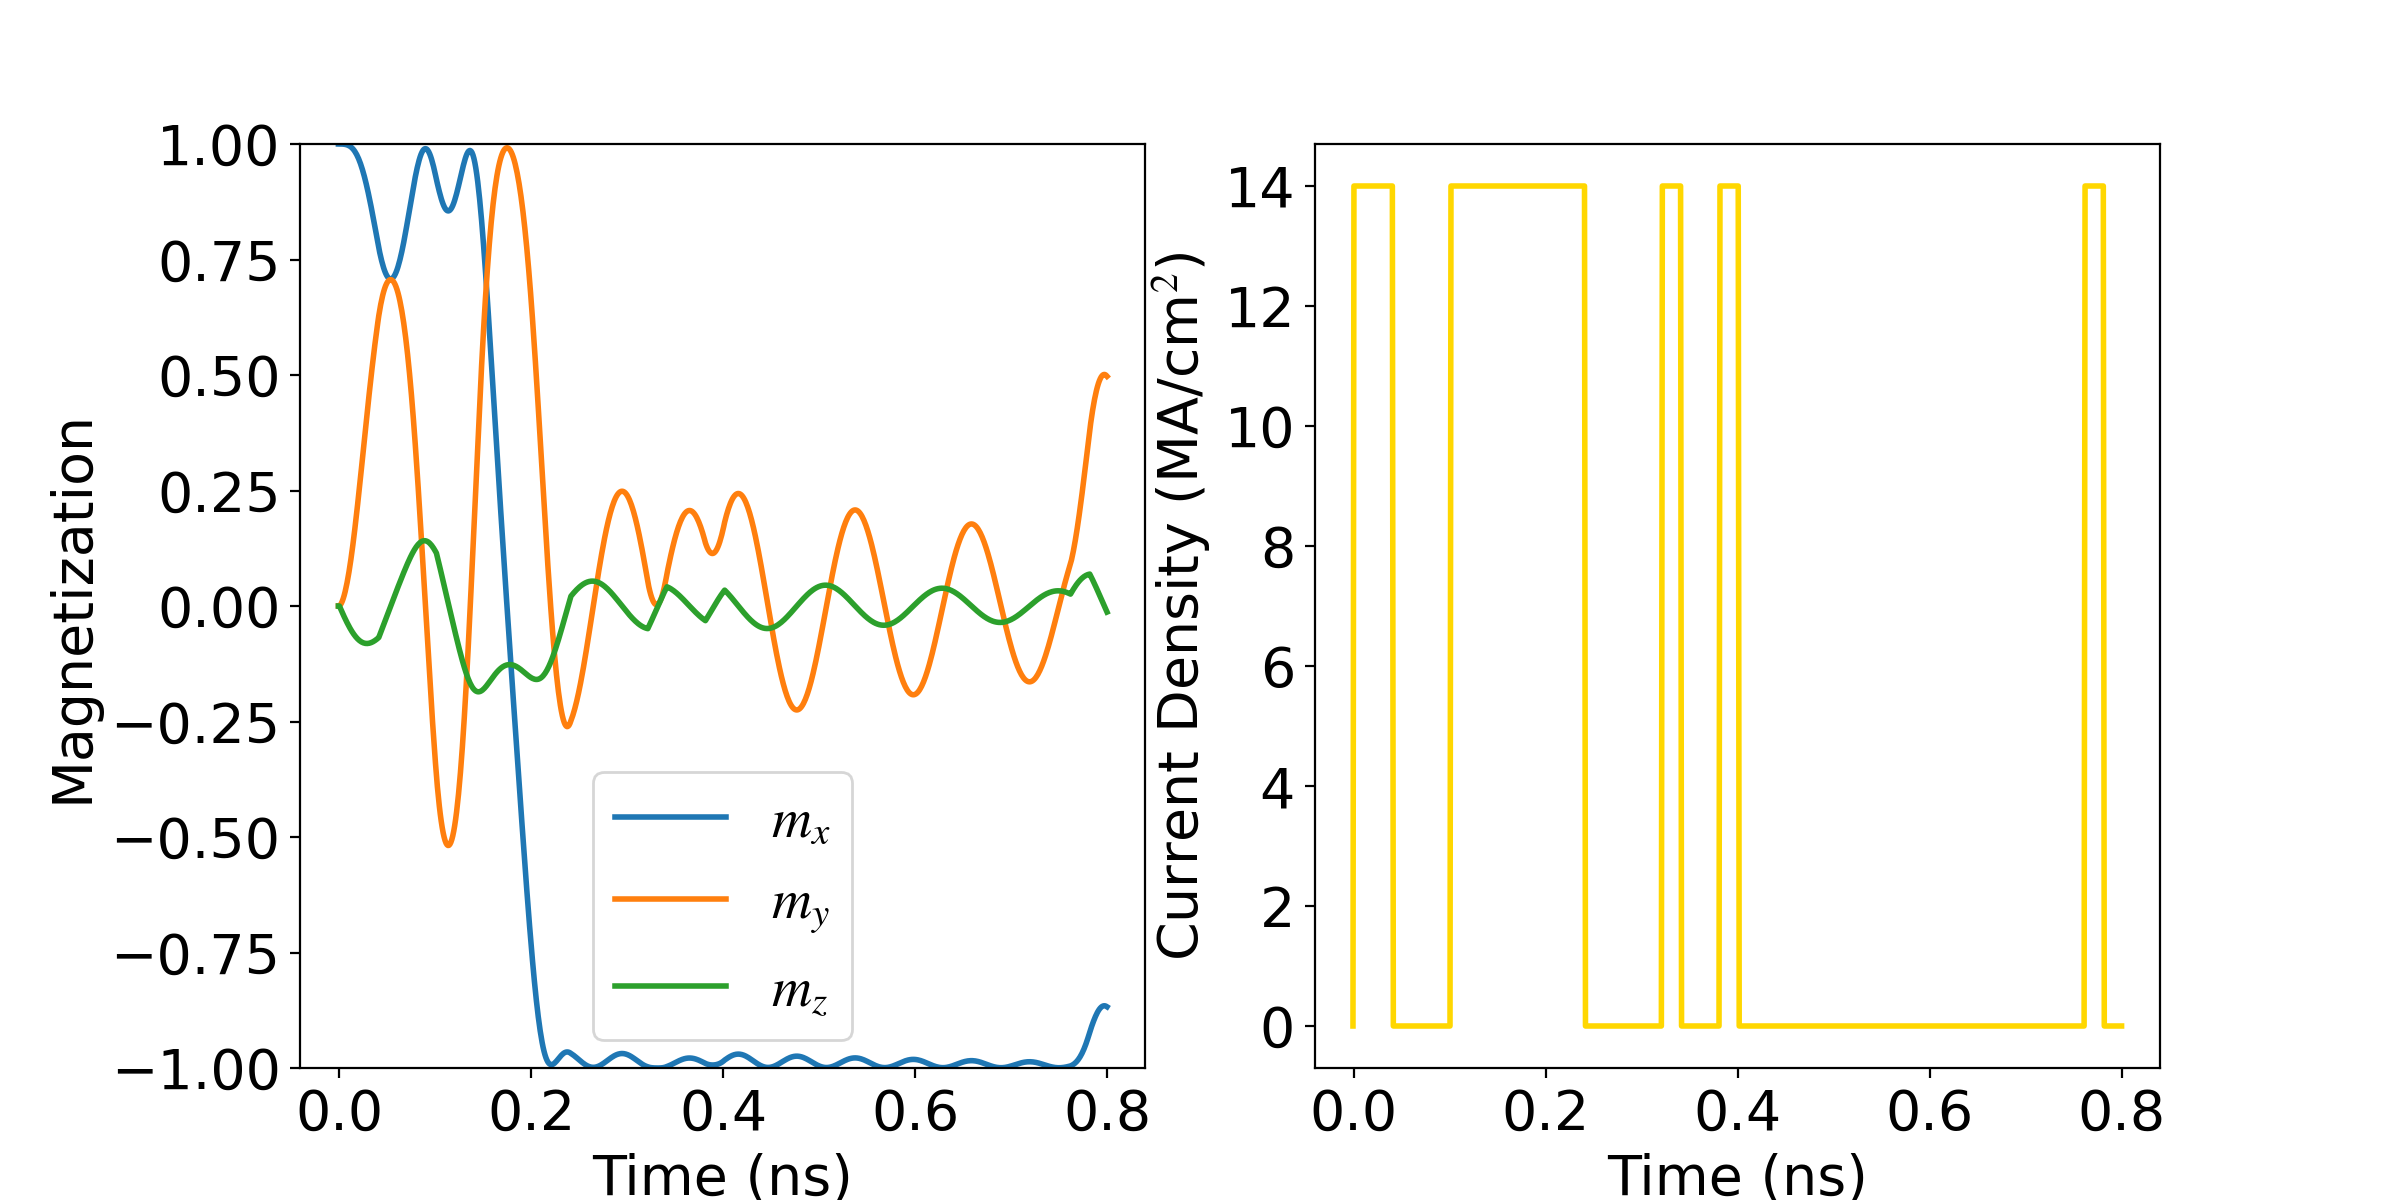 Magnetization
1.00
0.75
0.50
0.25
0.00
−0.25
−0.50
−0.75
−1.00
0.0 0.2 0.4 0.6 0.8
Time (ns)
m_x
m_y
m_z
Current Density (MA/cm²)
14
12
10
8
6
4
2
0
0.0 0.2 0.4 0.6 0.8
Time (ns)